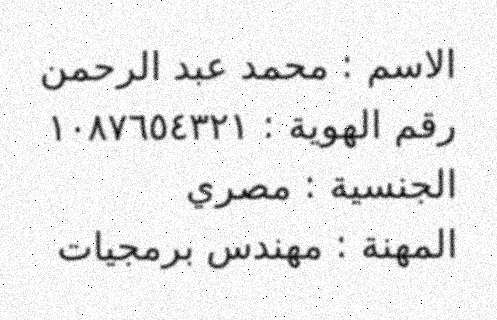 الاسم : محمد عبد الرحمن
رقم الهوية : ١٠٨٧٦٥٤٣٢١
الجنسية : مصري
المهنة : مهندس برمجيات